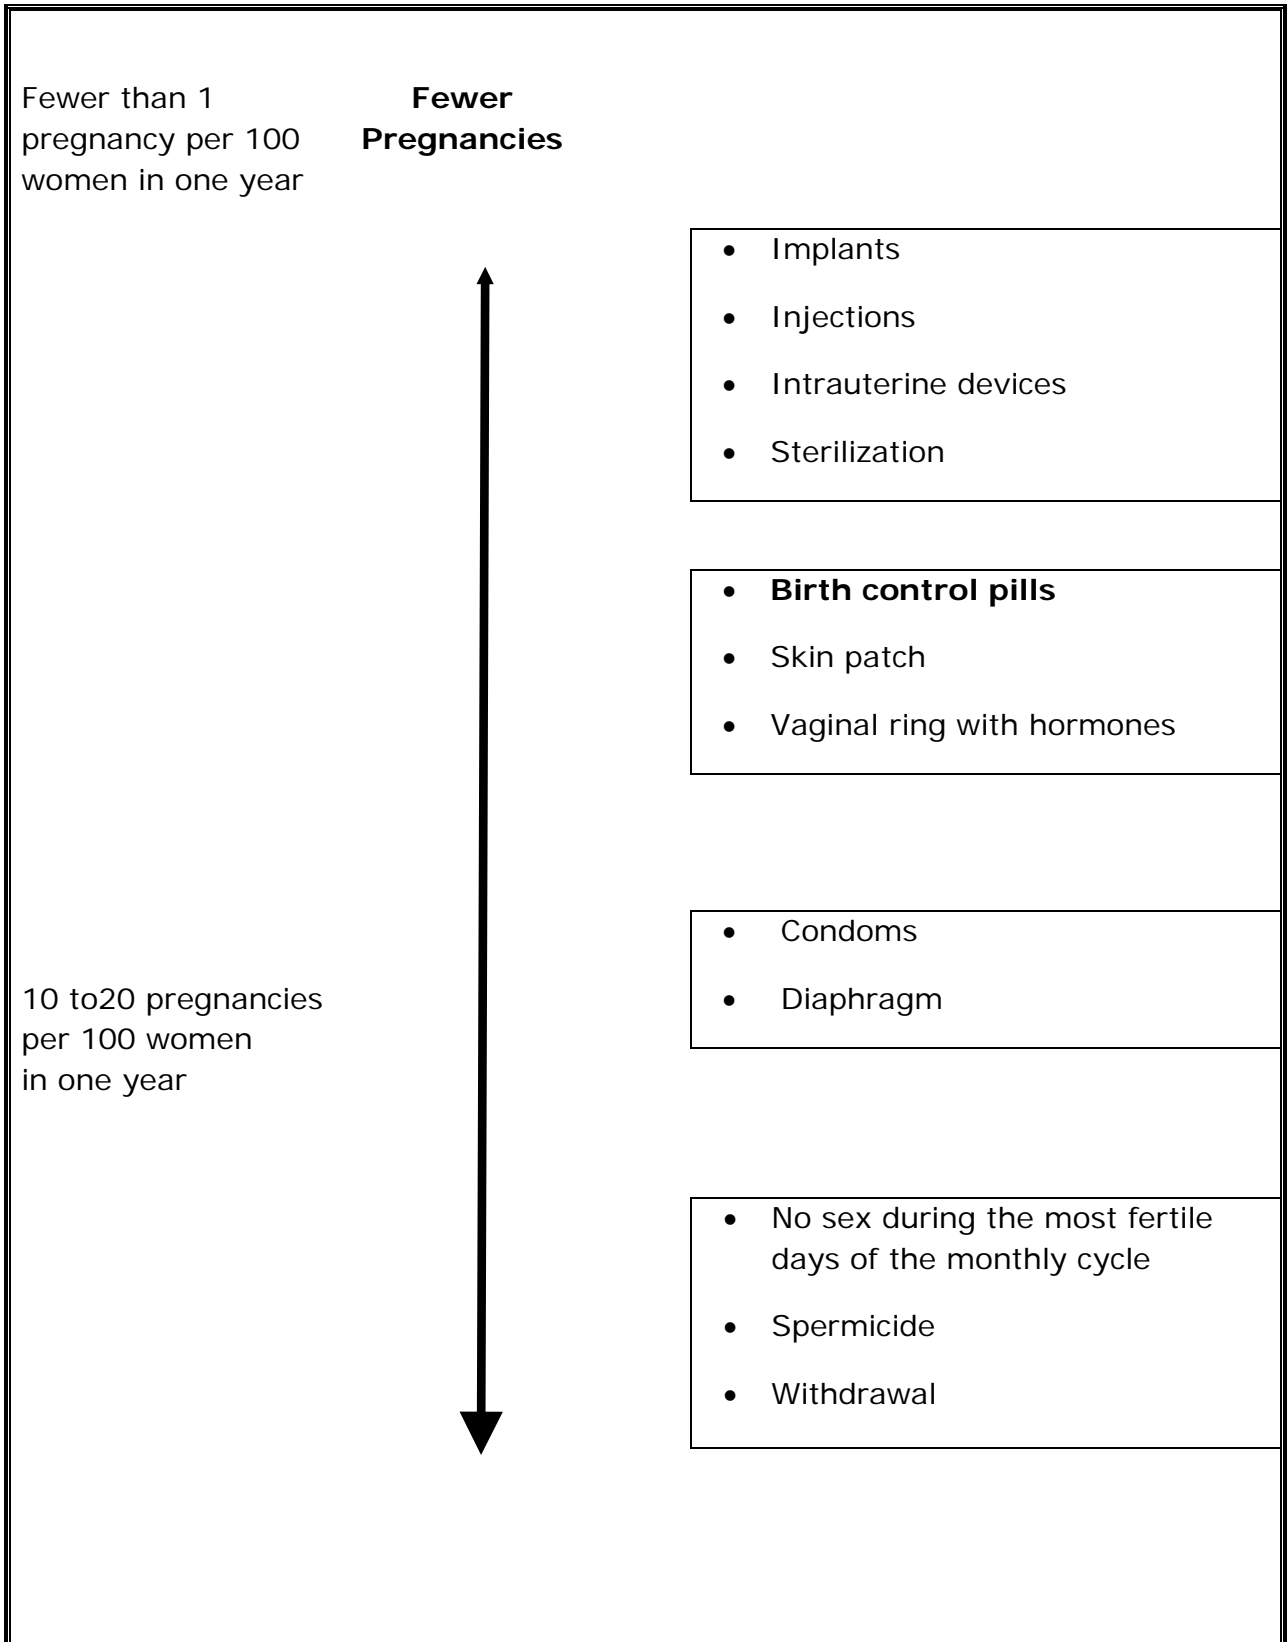 Fewer than 1
pregnancy per 100
women in one year
Fewer
Pregnancies
• Implants
• Injections
• Intrauterine devices
• Sterilization
• Birth control pills
• Skin patch
• Vaginal ring with hormones
• Condoms
• Diaphragm
10 to20 pregnancies
per 100 women
in one year
• No sex during the most fertile
days of the monthly cycle
• Spermicide
• Withdrawal